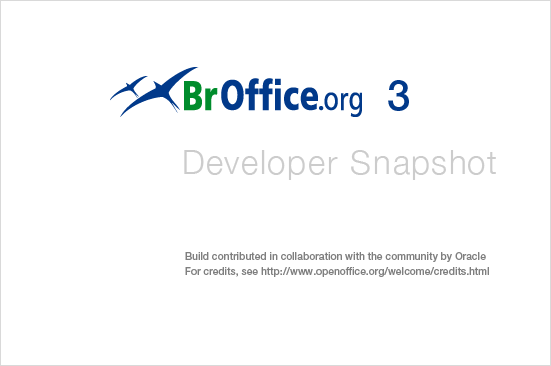 BrOffice.org 3
Developer Snapshot
Build contributed in collaboration with the community by Oracle
For credits, see http://www.openoffice.org/welcome/credits.html